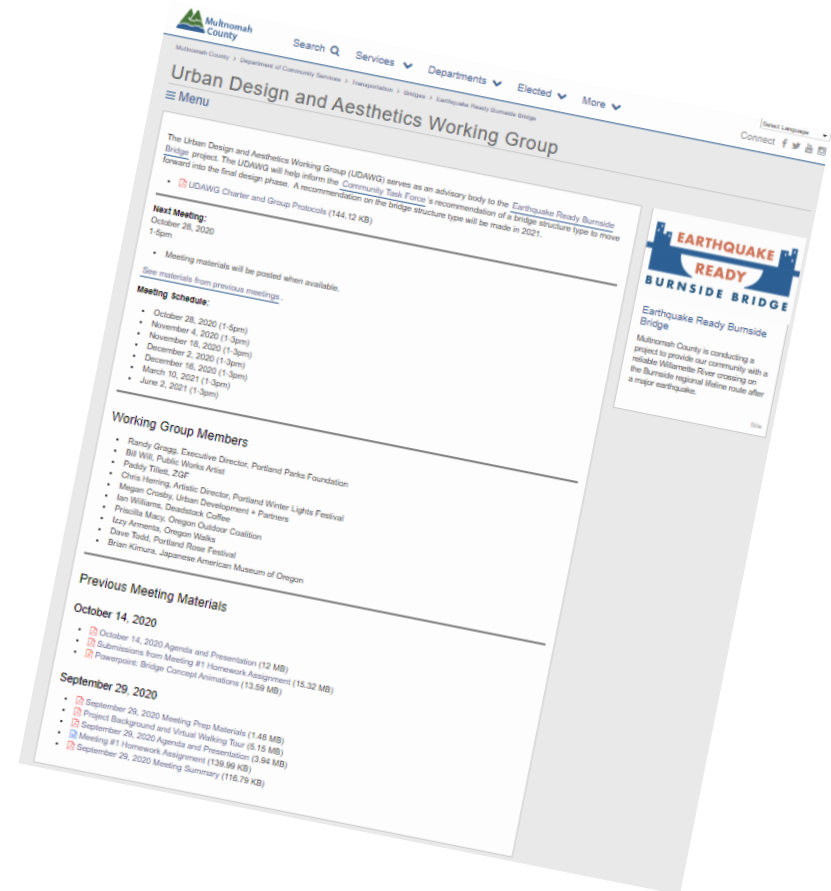 Multnomah
County
Search Services Departments Elected More
Select Language
Connect
Multnomah County > Department of Community Services > Transportation > Bridges > Earthquake Ready Burnside Bridge
Urban Design and Aesthetics Working Group
Menu
The Urban Design and Aesthetics Working Group (UDAWG) serves as an advisory body to the Earthquake Ready Burnside
Bridge project. The UDAWG will help inform the Community Task Force's recommendation of a bridge structure type to move
forward into the final design phase. A recommendation on the bridge structure type will be made in 2021.
• UDAWG Charter and Group Protocols (144.12 KB)
Next Meeting:
October 28, 2020
1-5pm
• Meeting materials will be posted when available.
See materials from previous meetings.
Meeting Schedule:
• October 28, 2020 (1-5pm)
• November 4, 2020 (1-3pm)
• November 18, 2020 (1-3pm)
• December 2, 2020 (1-3pm)
• December 16, 2020 (1-3pm)
• March 10, 2021 (1-3pm)
• June 2, 2021 (1-3pm)
Working Group Members
• Randy Gragg, Executive Director, Portland Parks Foundation
• Bill Will, Public Works Artist
• Paddy Tillett, ZGF
• Chris Herring, Artistic Director, Portland Winter Lights Festival
• Megan Crosby, Urban Development + Partners
• Ian Williams, Deadstock Coffee
• Priscilla Macy, Oregon Outdoor Coalition
• Izzy Armenta, Oregon Walks
• Dave Todd, Portland Rose Festival
• Brian Kimura, Japanese American Museum of Oregon
Previous Meeting Materials
October 14, 2020
• October 14, 2020 Agenda and Presentation (12 MB)
• Submissions from Meeting #1 Homework Assignment (15.32 MB)
• Powerpoint: Bridge Concept Animations (13.59 MB)
September 29, 2020
• September 29, 2020 Meeting Prep Materials (1.48 MB)
• Project Background and Virtual Walking Tour (5.15 MB)
• September 29, 2020 Agenda and Presentation (3.94 MB)
• Meeting #1 Homework Assignment (139.99 KB)
• September 29, 2020 Meeting Summary (116.79 KB)
EARTHQUAKE
READY
BURNSIDE BRIDGE
Earthquake Ready Burnside
Bridge
Multnomah County is conducting a
project to provide our community with a
reliable Willamette River crossing on
the Burnside regional lifeline route after
a major earthquake.
Site